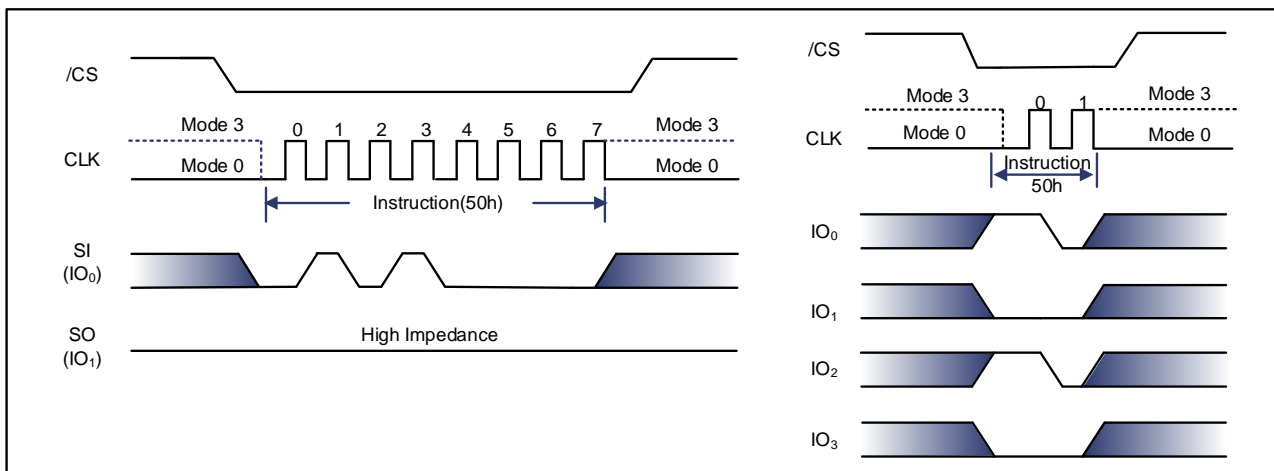 /CS
Mode 3 0 1 2 3 4 5 6 7 Mode 3
CLK
Mode 0 Mode 0
Instruction(50h)
SI
(IO₀)
High Impedance
SO
(IO₁)
/CS
Mode 3 0 1 Mode 3
CLK
Mode 0 Mode 0
Instruction
50h
IO₀
IO₁
IO₂
IO₃